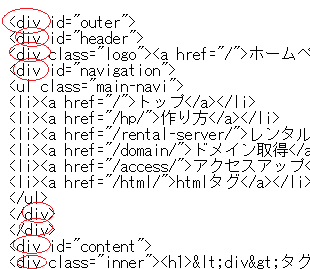 <div id="outer">
<div id="header">
<div class="logo"><a href="/">ホームペ
<div id="navigation">
<ul class="main-navi">
<li><a href="/">トップ</a></li>
<li><a href="/hp/">作り方</a></li>
<li><a href="/rental-server/">レンタル
<li><a href="/domain/">ドメイン取得</a
<li><a href="/access/">アクセスアップ<
<li><a href="/html/">htmlタグ</a></li>
</ul>
</div>
</div>
<div id="content">
<div class="inner"><h1>&lt;div&gt;タグ